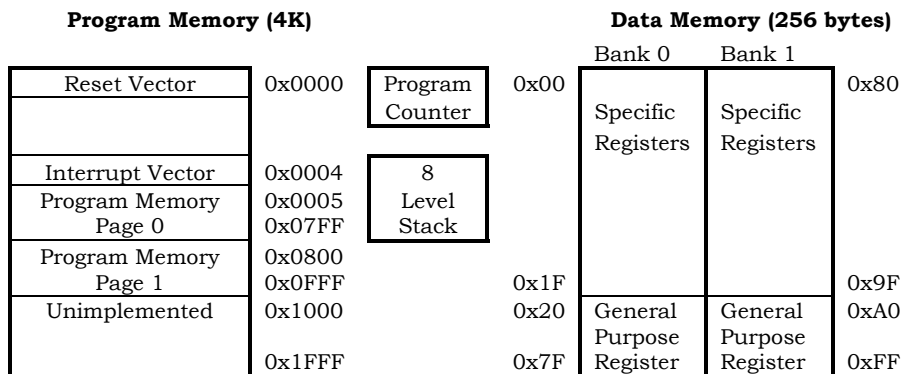 Program Memory (4K) Data Memory (256 bytes)
Bank 0 Bank 1
Reset Vector 0x0000 Program 0x00 0x80
Counter Specific Specific
Registers Registers
Interrupt Vector 0x0004 8
Program Memory 0x0005 Level
Page 0 0x07FF Stack
Program Memory 0x0800
Page 1 0x0FFF 0x1F 0x9F
Unimplemented 0x1000 0x20 General General 0xA0
Purpose Purpose
0x1FFF 0x7F Register Register 0xFF